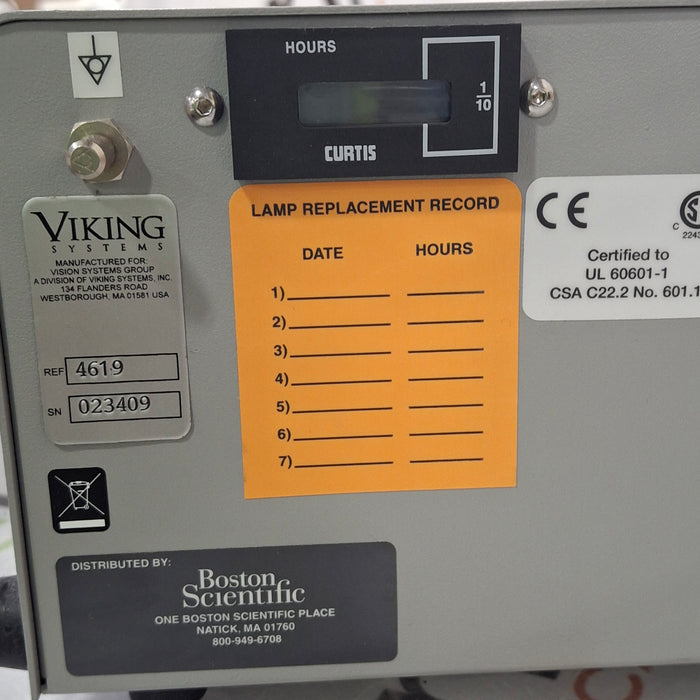 HOURS
1
10
CURTIS
VIKING
SYSTEMS
MANUFACTURED FOR:
VISION SYSTEMS GROUP
A DIVISION OF VIKING SYSTEMS, INC.
134 FLANDERS ROAD
WESTBOROUGH, MA 01581 USA
REF 4619
SN 023409
LAMP REPLACEMENT RECORD
DATE HOURS
1)
2)
3)
4)
5)
6)
7)
CE
C
2243
Certified to
UL 60601-1
CSA C22.2 No. 601.1
DISTRIBUTED BY:
Boston
Scientific
ONE BOSTON SCIENTIFIC PLACE
NATICK, MA 01760
800-949-6708